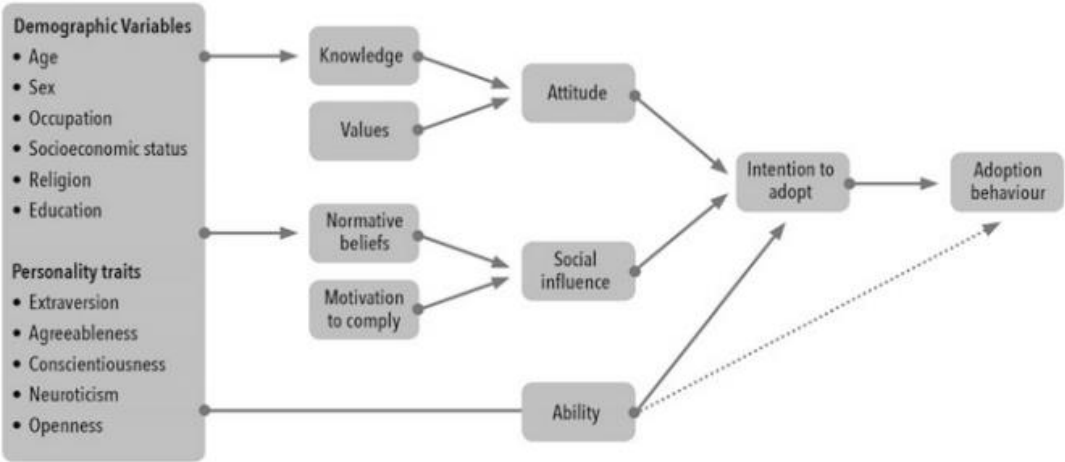 Demographic Variables
• Age
• Sex
• Occupation
• Socioeconomic status
• Religion
• Education
Personality traits
• Extraversion
• Agreeableness
• Conscientiousness
• Neuroticism
• Openness
Knowledge
Values
Normative
beliefs
Motivation
to comply
Attitude
Social
influence
Ability
Intention to
adopt
Adoption
behaviour